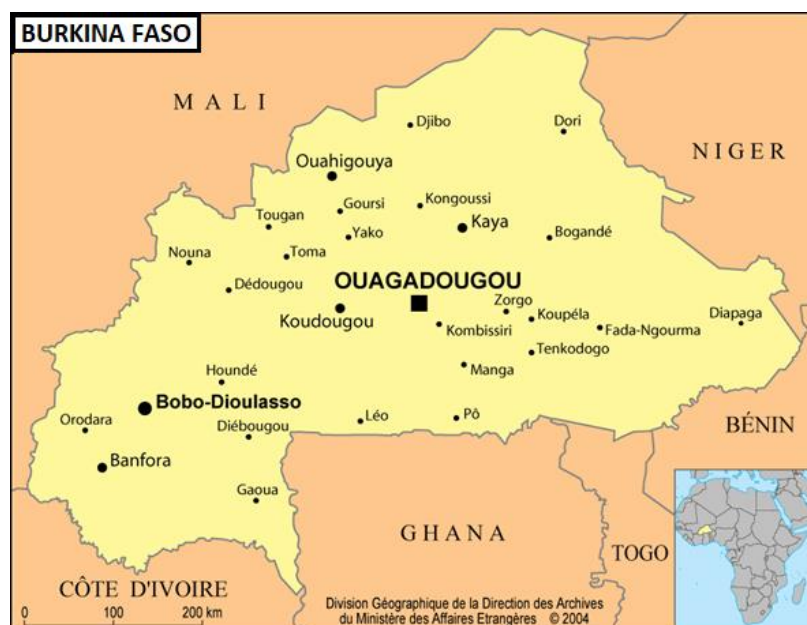 BURKINA FASO
MALI
Djibo
Dori
NIGER
Ouahigouya
Goursi
Kongoussi
Tougan
Kaya
Yako
Bogandé
Nouna
Toma
Dédougou
OUAGADOUGOU
Zorgo
Koudougou
Koupéla
Diapaga
Kombissiri
Fada-Ngourma
Tenkodogo
Manga
Houndé
Bobo-Dioulasso
Orodara
Diébougou
Léo
Pô
BÉNIN
Banfora
Gaoua
GHANA
TOGO
CÔTE D'IVOIRE
0 100 200 km
Division Géographique de la Direction des Archives
du Ministère des Affaires Etrangères © 2004